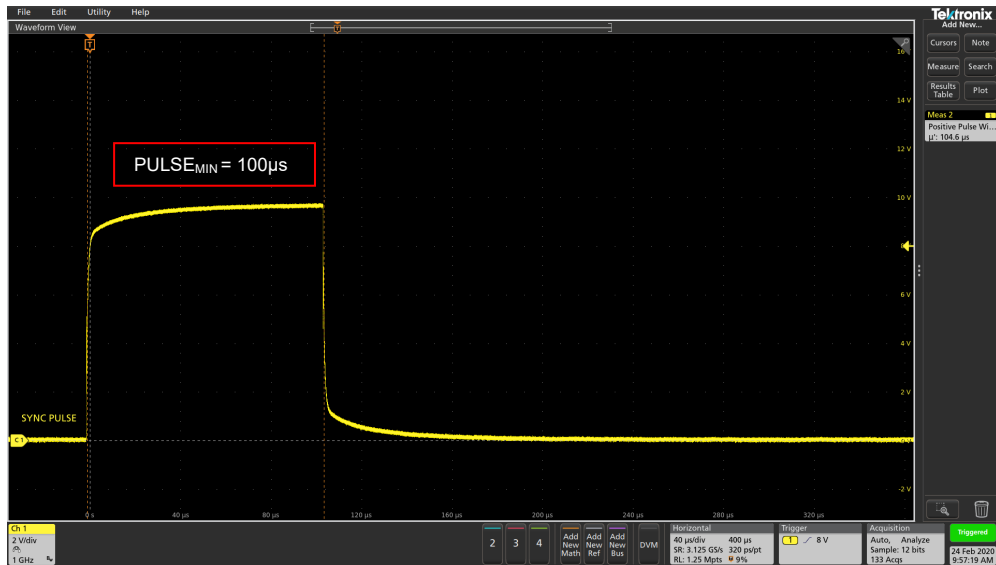 File Edit Utility Help
Tektronix
Waveform View
Add New...
T
T
Cursors Note
Measure Search
Results Table Plot
Meas 2 1
Positive Pulse Wi...
µ': 104.6 µs
16
14 V
12 V
PULSEMIN = 100µs
10 V
8
6 V
4 V
2 V
SYNC PULSE
C1
-2 V
0 s 40 µs 80 µs 120 µs 160 µs 200 µs 240 µs 280 µs 320 µs
Ch 1
2 V/div
1 GHz
2 3 4
Add New Math
Add New Ref
Add New Bus
DVM
Horizontal
40 µs/div 400 µs
SR: 3.125 GS/s 320 ps/pt
RL: 1.25 Mpts 9%
Trigger
1 8 V
Acquisition
Auto, Analyze
Sample: 12 bits
133 Acqs
Triggered
24 Feb 2020
9:57:19 AM